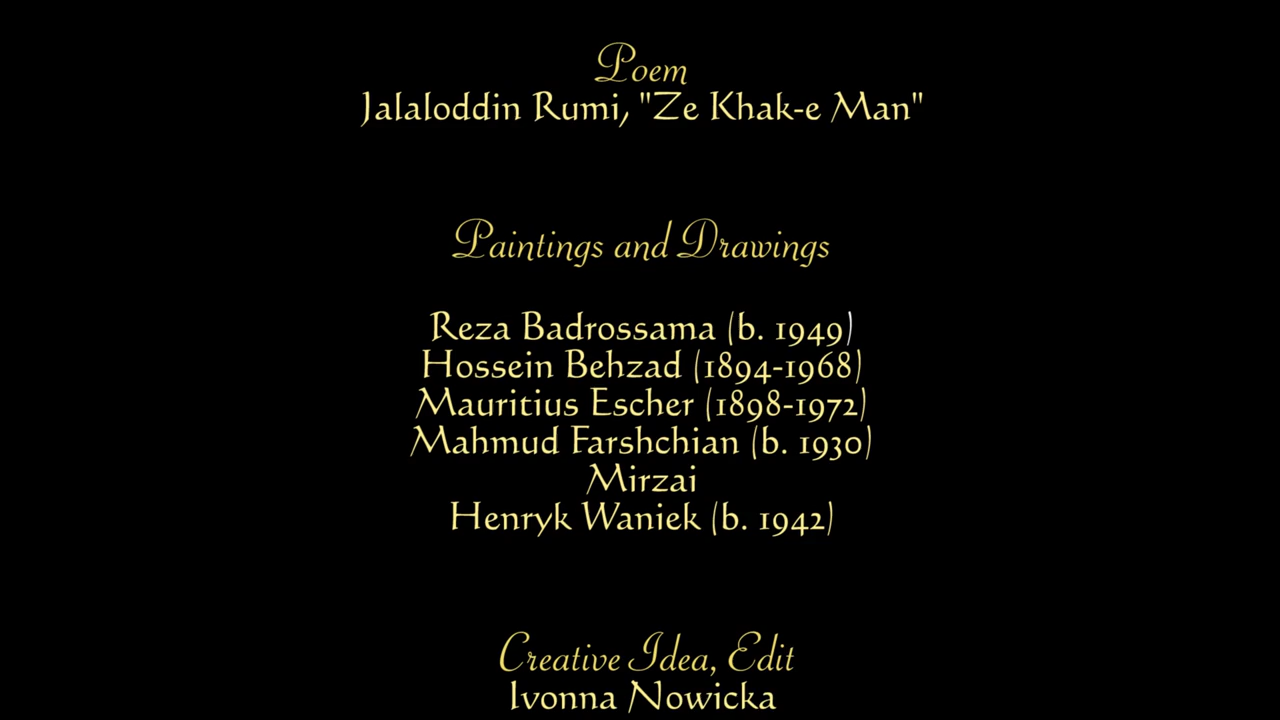 Poem
Jalaloddin Rumi, "Ze Khak-e Man"
Paintings and Drawings
Reza Badrossama (b. 1949)
Hossein Behzad (1894-1968)
Mauritius Escher (1898-1972)
Mahmud Farshchian (b. 1930)
Mirzai
Henryk Waniek (b. 1942)
Creative Idea, Edit
Ivonna Nowicka